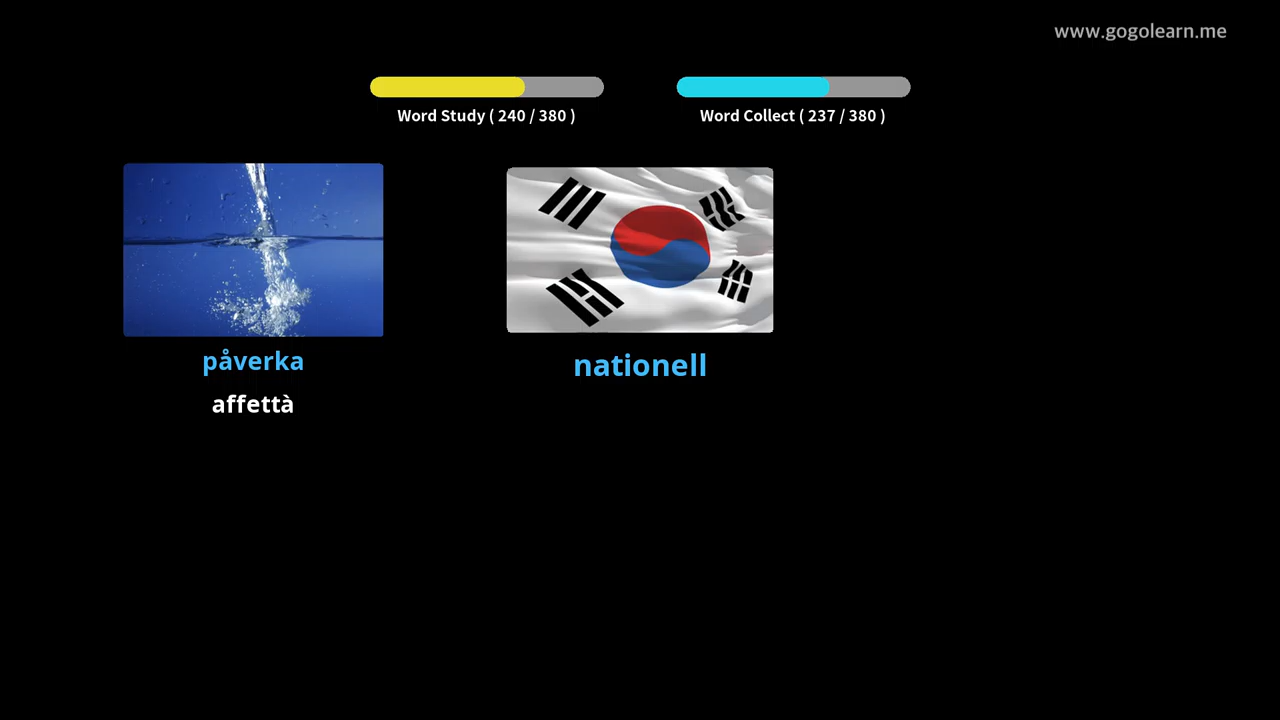 www.gogolearn.me
Word Study ( 240 / 380 )
Word Collect ( 237 / 380 )
påverka
affettà
nationell